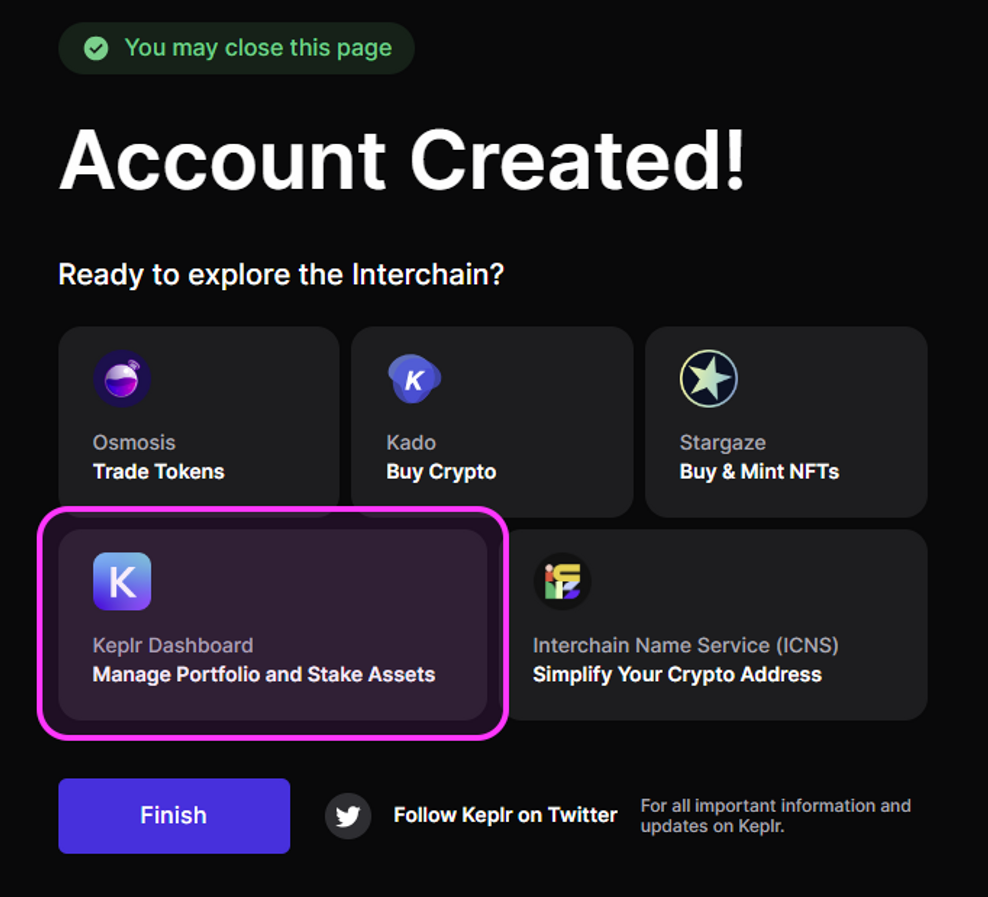 You may close this page
Account Created!
Ready to explore the Interchain?
Osmosis
Trade Tokens
K
Kado
Buy Crypto
Stargaze
Buy & Mint NFTs
K
Keplr Dashboard
Manage Portfolio and Stake Assets
Interchain Name Service (ICNS)
Simplify Your Crypto Address
Finish
Follow Keplr on Twitter
For all important information and
updates on Keplr.